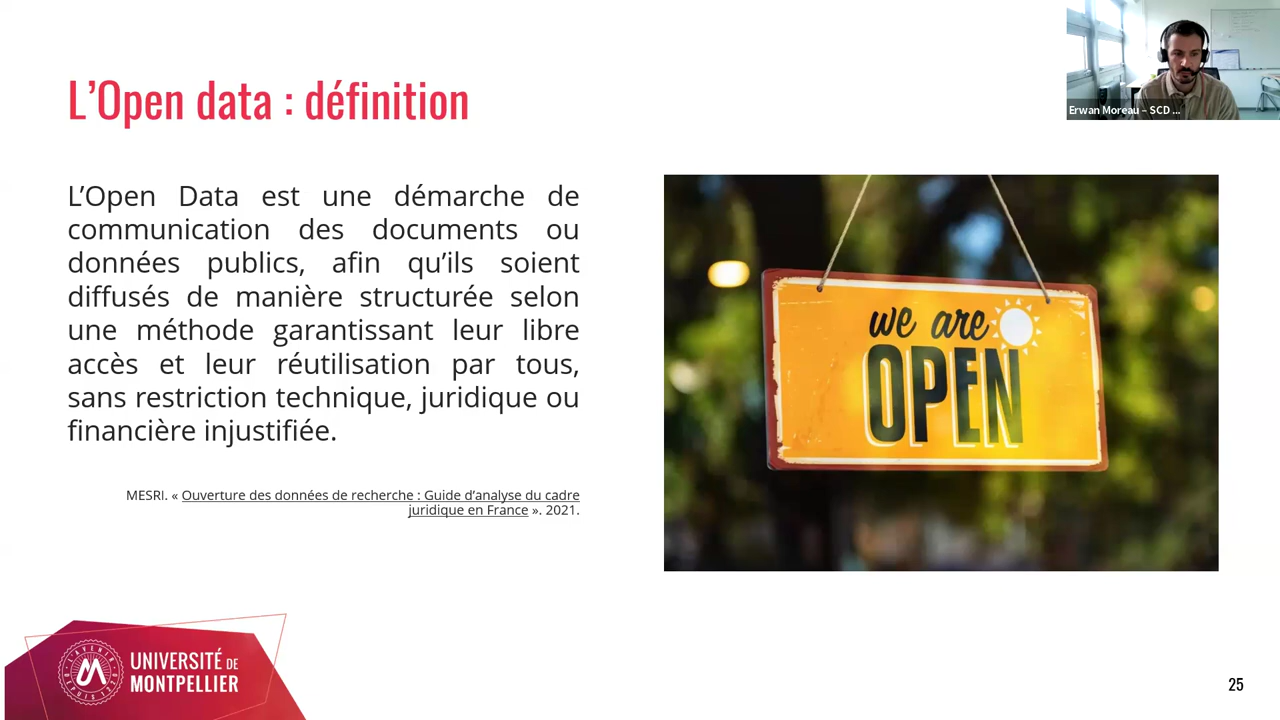 L’Open data : définition
Erwan Moreau – SCD ...
L’Open Data est une démarche de
communication des documents ou
données publics, afin qu’ils soient
diffusés de manière structurée selon
une méthode garantissant leur libre
accès et leur réutilisation par tous,
sans restriction technique, juridique ou
financière injustifiée.
MESRI. « Ouverture des données de recherche : Guide d’analyse du cadre
juridique en France ». 2021.
we are
OPEN
UNIVERSITÉ DE
MONTPELLIER
25